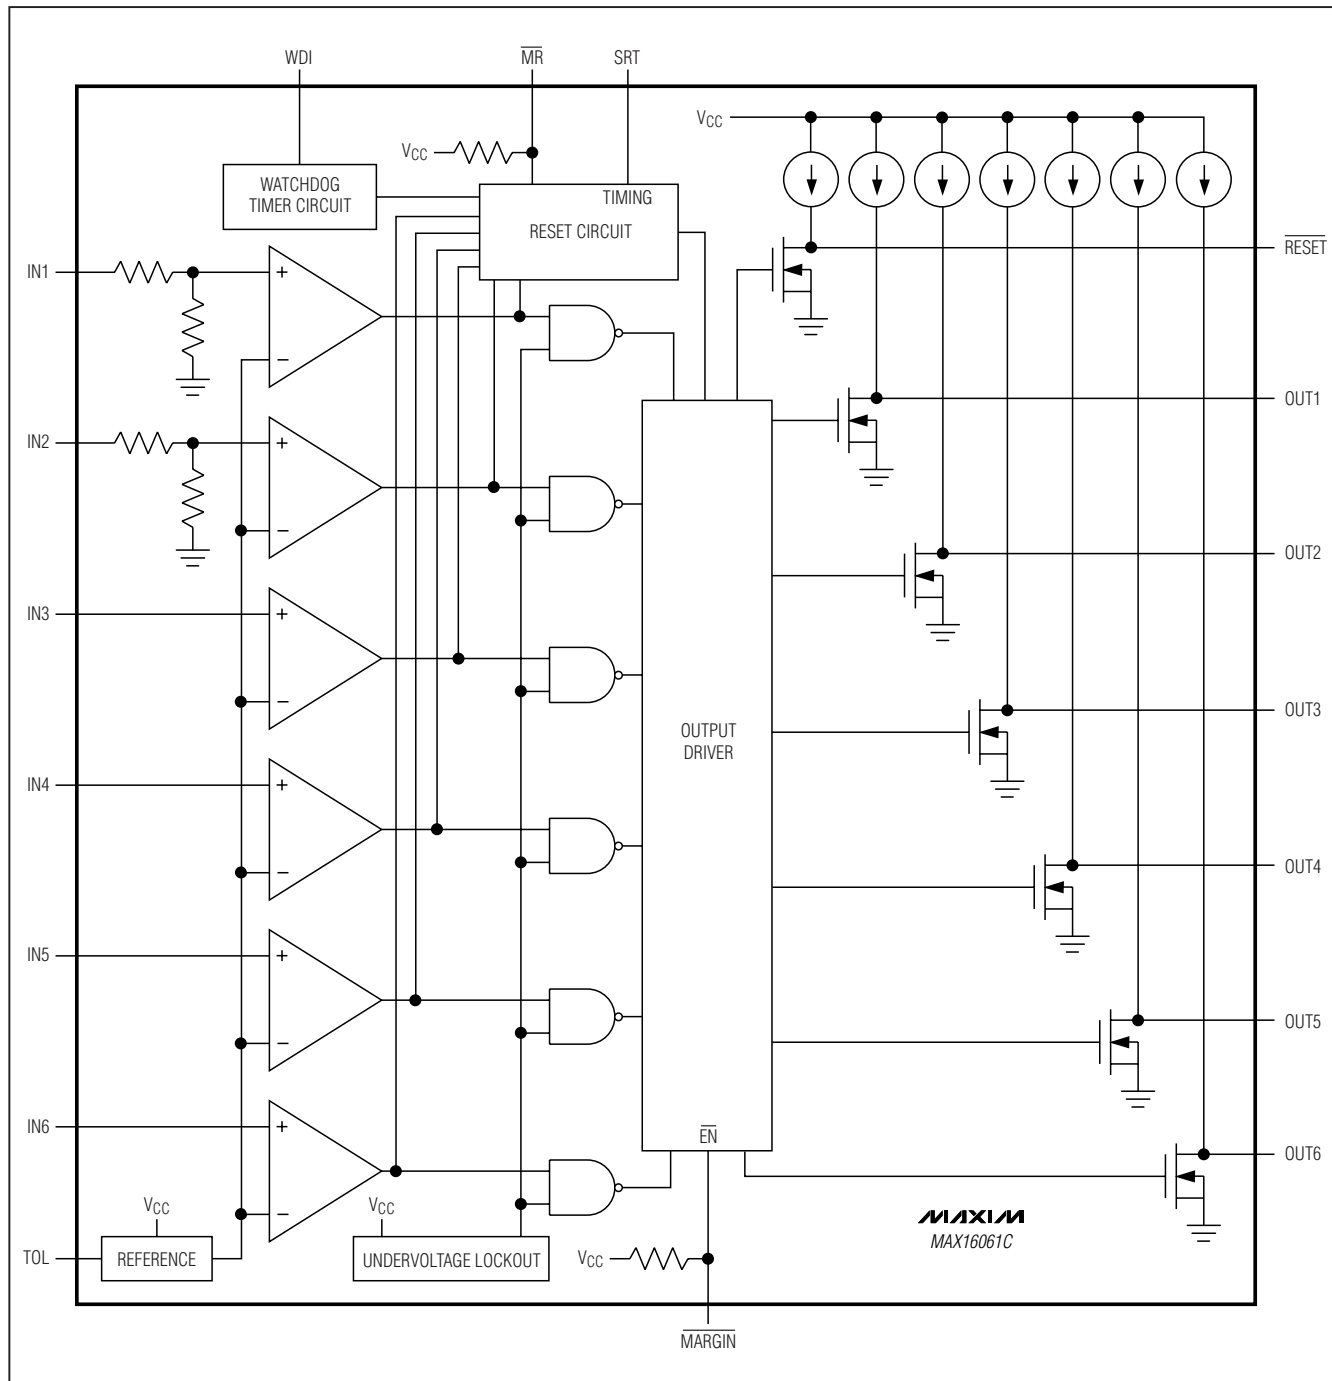 WDI
MR
SRT
VCC
VCC
WATCHDOG
TIMER CIRCUIT
TIMING
RESET CIRCUIT
RESET
IN1
+
−
OUT1
IN2
+
−
OUT2
IN3
+
−
OUT3
OUTPUT
DRIVER
IN4
+
−
OUT4
IN5
+
−
OUT5
IN6
+
−
EN
OUT6
VCC
VCC
TOL
REFERENCE
UNDERVOLTAGE LOCKOUT
VCC
MAXIM
MAX16061C
MARGIN